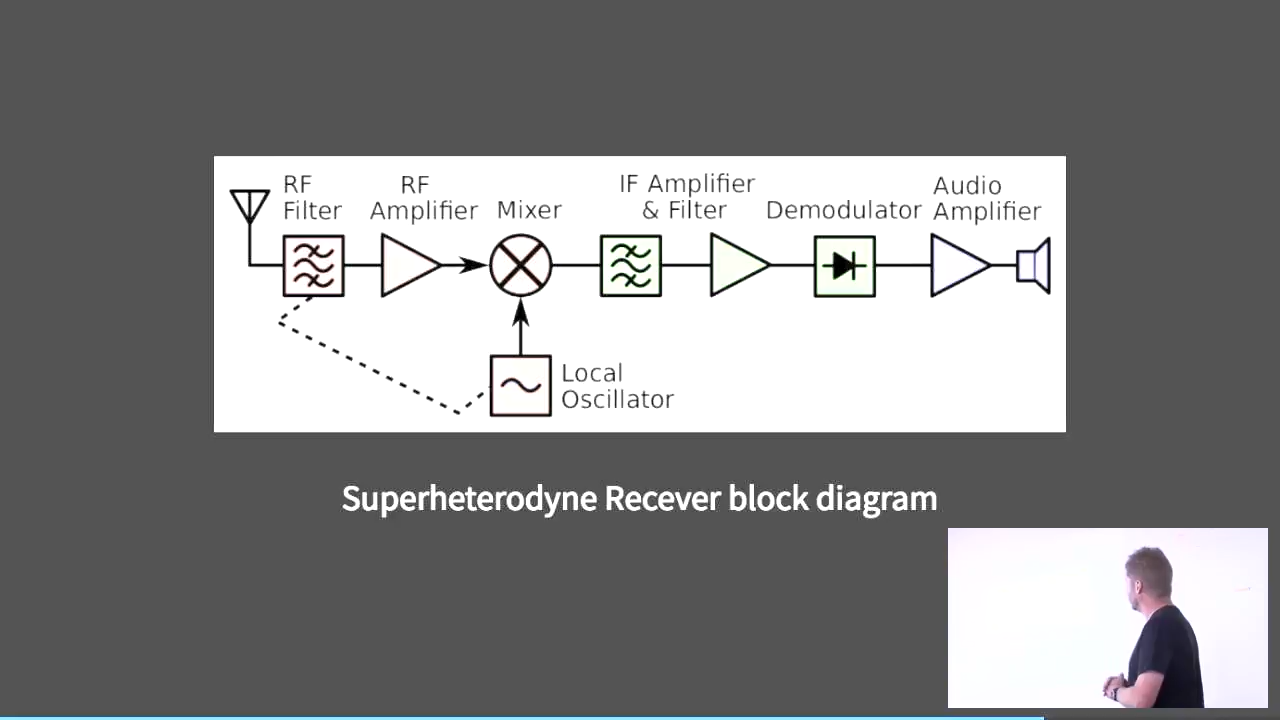 RF
Filter
RF
Amplifier
Mixer
IF Amplifier
& Filter
Demodulator
Audio
Amplifier
Local
Oscillator
Superheterodyne Recever block diagram